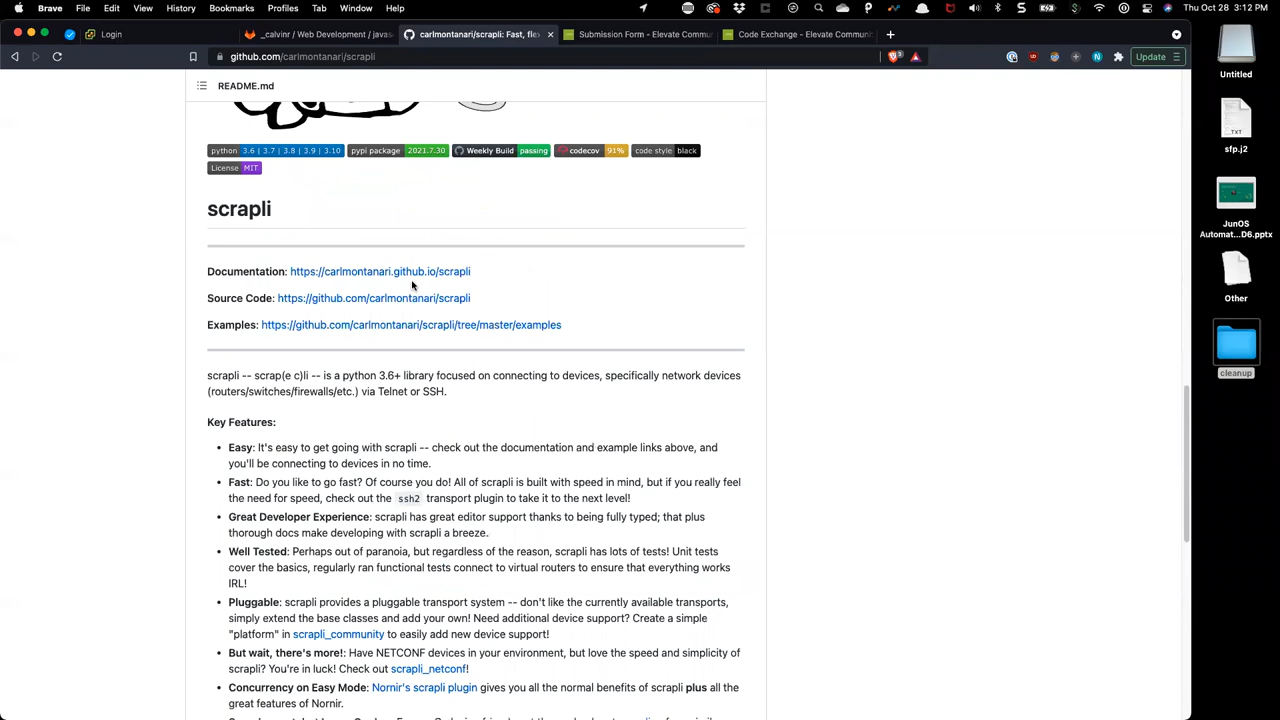 Brave File Edit View History Bookmarks Profiles Tab Window Help Thu Oct 28 3:12 PM
Login
_calvinr / Web Development / javas
carlmontanari/scrapli: Fast, fle
Submission Form - Elevate Commun
Code Exchange - Elevate Communi
github.com/carlmontanari/scrapli
Update
README.md
python 3.6 | 3.7 | 3.8 | 3.9 | 3.10 pypi package 2021.7.30 Weekly Build passing codecov 91% code style black
License MIT
scrapli
Documentation: https://carlmontanari.github.io/scrapli
Source Code: https://github.com/carlmontanari/scrapli
Examples: https://github.com/carlmontanari/scrapli/tree/master/examples
scrapli -- scrap(e c)li -- is a python 3.6+ library focused on connecting to devices, specifically network devices
(routers/switches/firewalls/etc.) via Telnet or SSH.
Key Features:
• Easy: It's easy to get going with scrapli -- check out the documentation and example links above, and
you'll be connecting to devices in no time.
• Fast: Do you like to go fast? Of course you do! All of scrapli is built with speed in mind, but if you really feel
the need for speed, check out the ssh2 transport plugin to take it to the next level!
• Great Developer Experience: scrapli has great editor support thanks to being fully typed; that plus
thorough docs make developing with scrapli a breeze.
• Well Tested: Perhaps out of paranoia, but regardless of the reason, scrapli has lots of tests! Unit tests
cover the basics, regularly ran functional tests connect to virtual routers to ensure that everything works
IRL!
• Pluggable: scrapli provides a pluggable transport system -- don't like the currently available transports,
simply extend the base classes and add your own! Need additional device support? Create a simple
"platform" in scrapli_community to easily add new device support!
• But wait, there's more!: Have NETCONF devices in your environment, but love the speed and simplicity of
scrapli? You're in luck! Check out scrapli_netconf!
• Concurrency on Easy Mode: Nornir's scrapli plugin gives you all the normal benefits of scrapli plus all the
great features of Nornir.
Untitled
TXT
sfp.j2
JunOS
Automat...D6.pptx
Other
cleanup